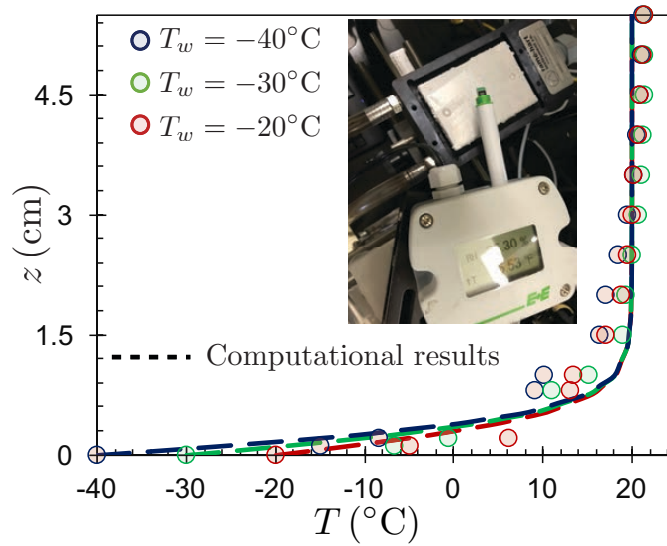 T_w = −40°C
T_w = −30°C
T_w = −20°C
4.5
3
1.5
0
z (cm)
Computational results
-40
-30
-20
-10
0
10
20
T (°C)
30 %
E+E